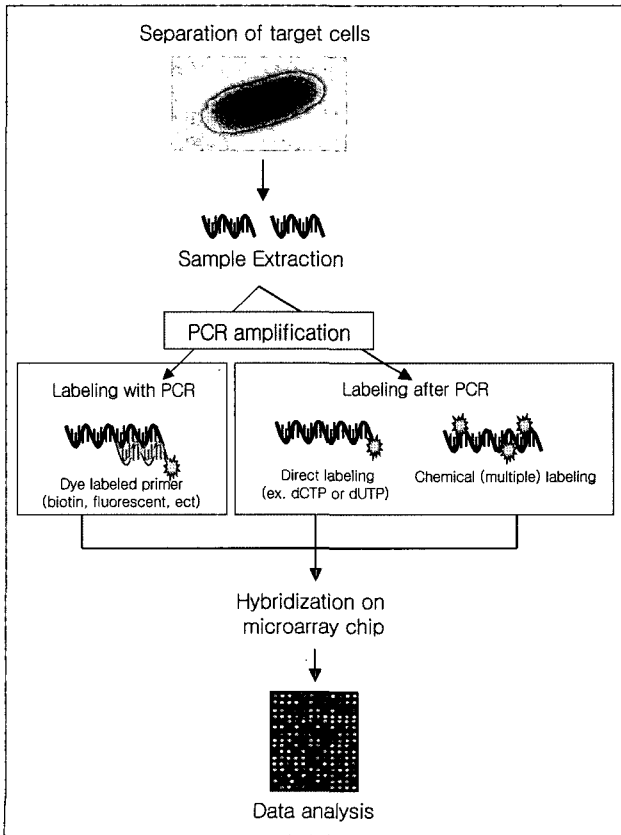 Separation of target cells
Sample Extraction
PCR amplification
Labeling with PCR
Dye labeled primer
(biotin, fluorescent, ect)
Labeling after PCR
Direct labeling
(ex. dCTP or dUTP)
Chemical (multiple) labeling
Hybridization on
microarray chip
Data analysis